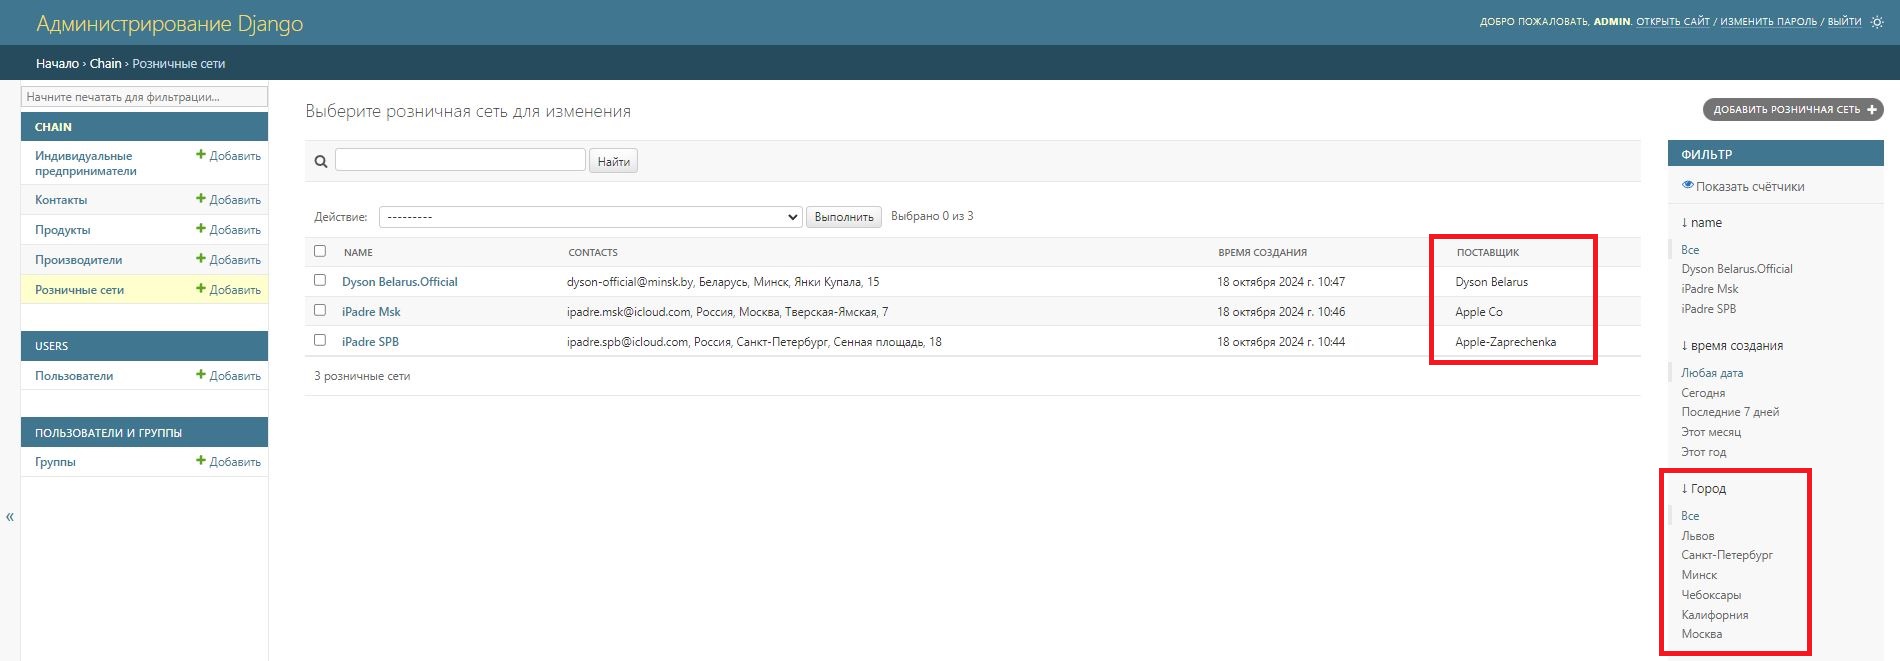 Администрирование Django
ДОБРО ПОЖАЛОВАТЬ, ADMIN. ОТКРЫТЬ САЙТ / ИЗМЕНИТЬ ПАРОЛЬ / ВЫЙТИ
Начало › Chain › Розничные сети
Начните печатать для фильтрации...
CHAIN
Индивидуальные предприниматели + Добавить
Контакты + Добавить
Продукты + Добавить
Производители + Добавить
Розничные сети + Добавить
USERS
Пользователи + Добавить
ПОЛЬЗОВАТЕЛИ И ГРУППЫ
Группы + Добавить
«
Выберите розничная сеть для изменения
ДОБАВИТЬ РОЗНИЧНАЯ СЕТЬ +
Найти
Действие: --------- Выполнить Выбрано 0 из 3
NAME CONTACTS ВРЕМЯ СОЗДАНИЯ ПОСТАВЩИК
Dyson Belarus.Official dyson-official@minsk.by, Беларусь, Минск, Янки Купала, 15 18 октября 2024 г. 10:47 Dyson Belarus
iPadre Msk ipadre.msk@icloud.com, Россия, Москва, Тверская-Ямская, 7 18 октября 2024 г. 10:46 Apple Co
iPadre SPB ipadre.spb@icloud.com, Россия, Санкт-Петербург, Сенная площадь, 18 18 октября 2024 г. 10:44 Apple-Zaprechenka
3 розничные сети
ФИЛЬТР
Показать счётчики
↓ name
Все
Dyson Belarus.Official
iPadre Msk
iPadre SPB
↓ время создания
Любая дата
Сегодня
Последние 7 дней
Этот месяц
Этот год
↓ Город
Все
Львов
Санкт-Петербург
Минск
Чебоксары
Калифорния
Москва